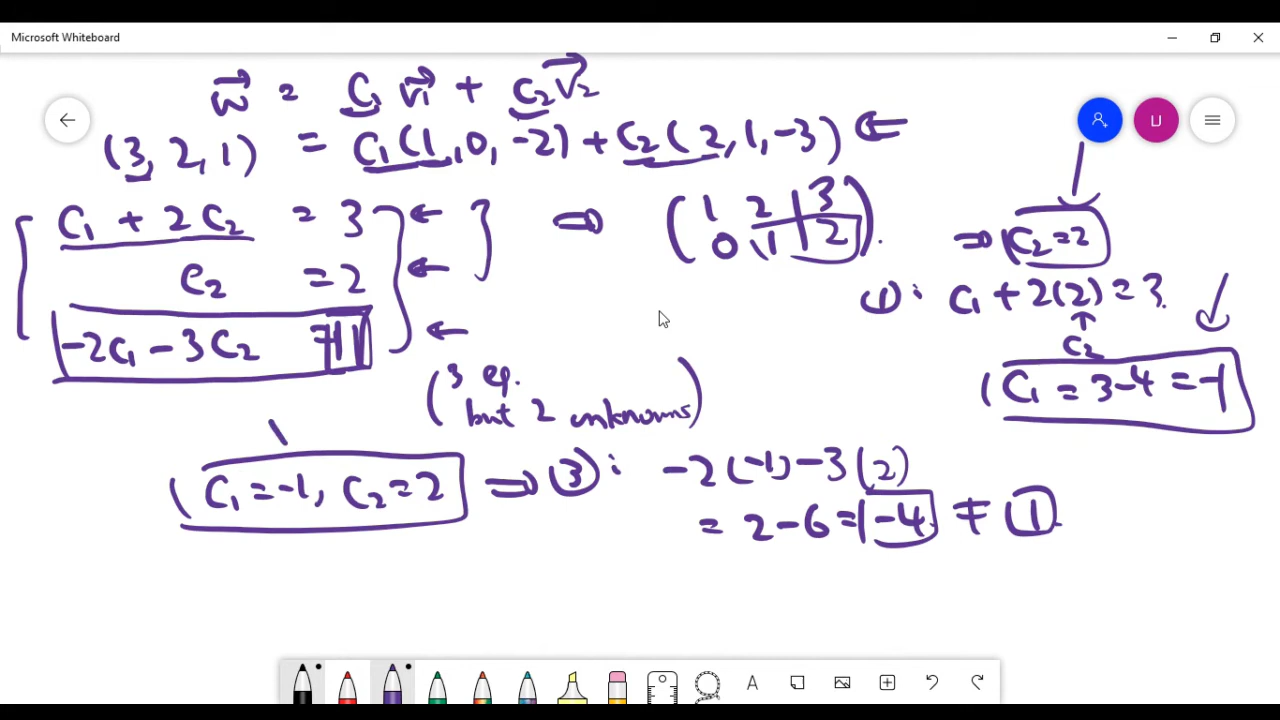 Microsoft Whiteboard
w⃗ = c₁ v₁⃗ + c₂ v₂⃗
(3, 2, 1) = c₁(1, 0, -2) + c₂(2, 1, -3) ⇐
c₁ + 2c₂ = 3 ←
c₂ = 2 ←
-2c₁ - 3c₂ ≠ 1 ←
⇒ (1 2 | 3
0 1 | 2).
⇒ c₂ = 2
①: c₁ + 2(2) = 3.
↑
c₂
c₁ = 3-4 = -1
(3 eq.
but 2 unknowns)
c₁ = -1, c₂ = 2 ⇒ ③: -2(-1) - 3(2)
= 2 - 6 = -4 ≠ ①.
LJ
A